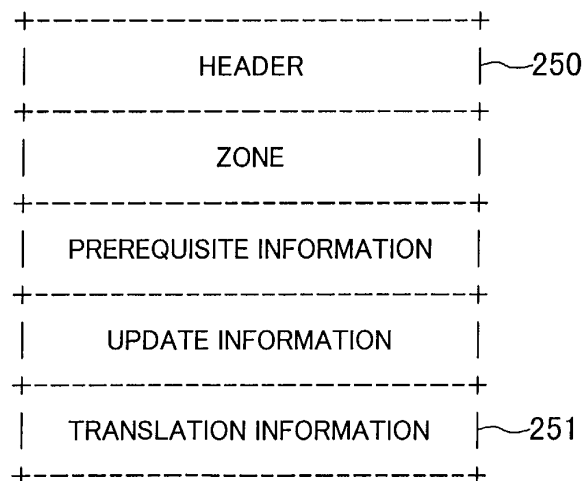 HEADER 250
ZONE
PREREQUISITE INFORMATION
UPDATE INFORMATION
TRANSLATION INFORMATION 251